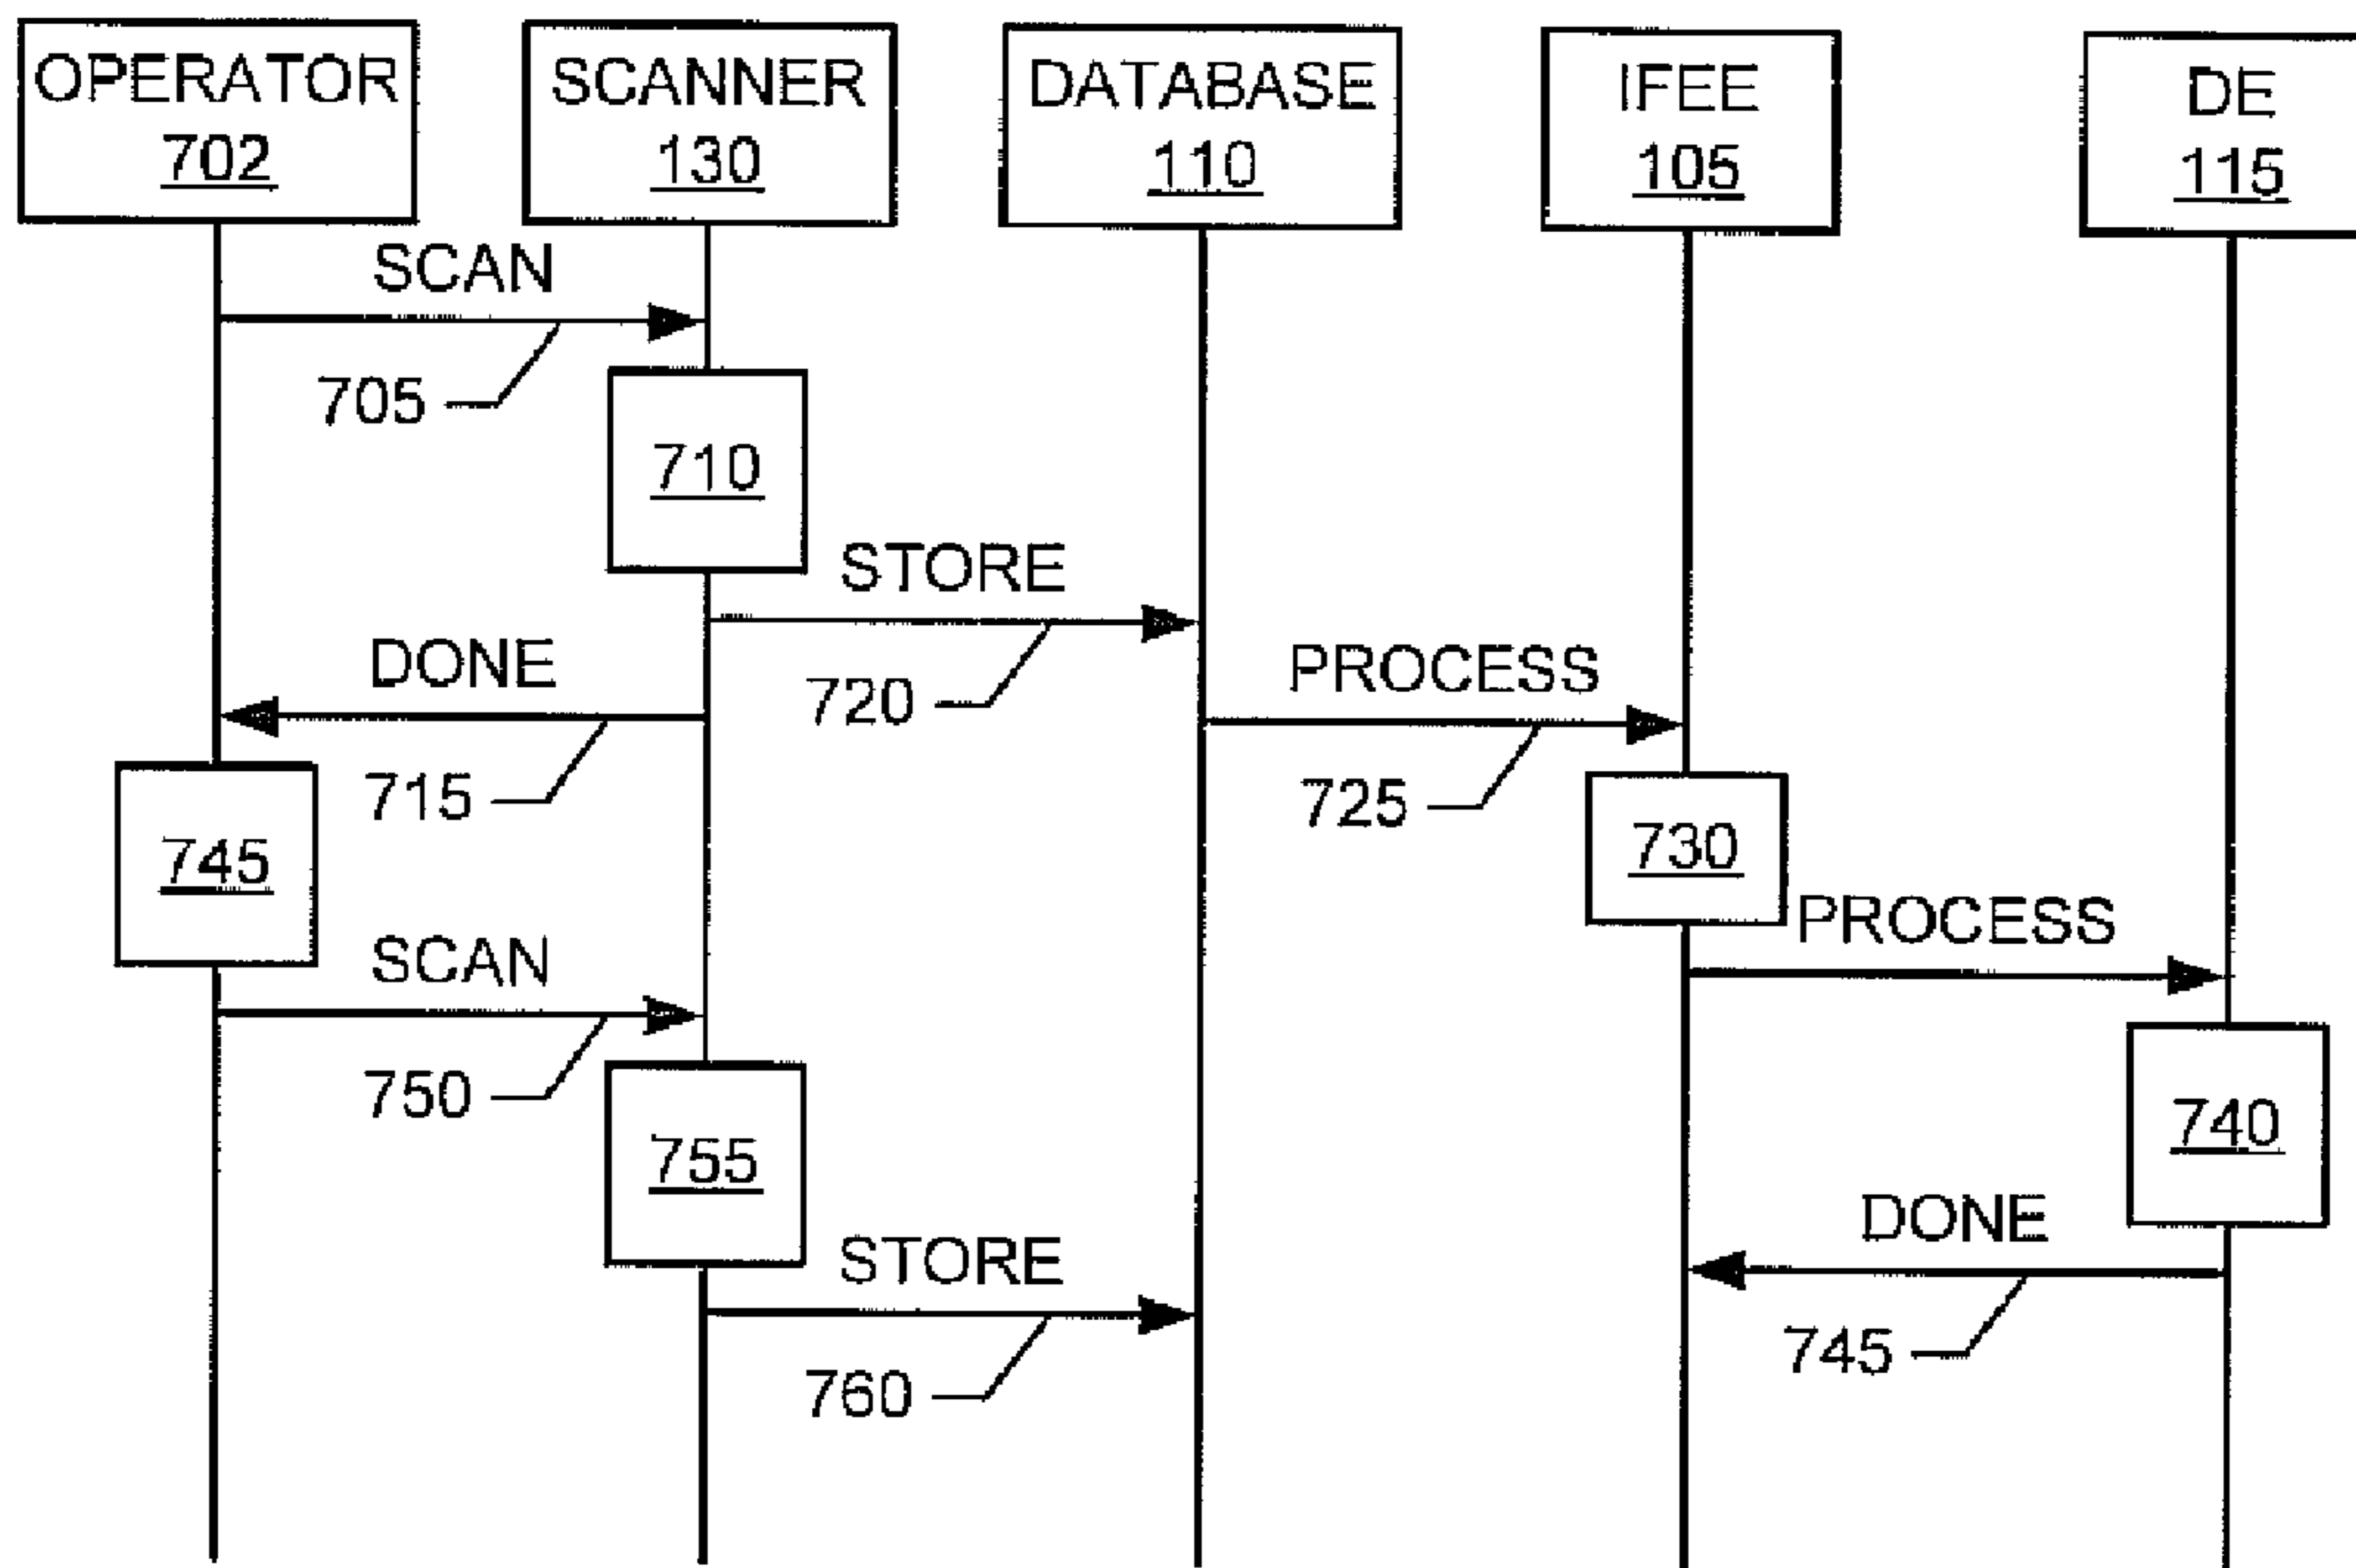 OPERATOR
702
SCANNER
130
DATABASE
110
IFEE
105
DE
115
SCAN
705
710
STORE
720
DONE
715
PROCESS
725
745
730
PROCESS
SCAN
750
755
740
STORE
760
DONE
745